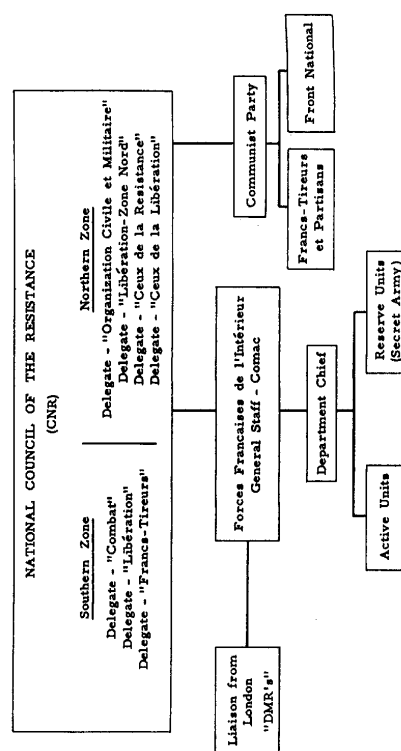 NATIONAL COUNCIL OF THE RESISTANCE
(CNR)
Southern Zone
Delegate - "Combat"
Delegate - "Libération"
Delegate - "Francs-Tireurs"
Northern Zone
Delegate - "Organization Civile et Militaire"
Delegate - "Libération-Zone Nord"
Delegate - "Ceux de la Resistance"
Delegate - "Ceux de la Libération"
Liaison from
London
"DMR's"
Forces Francaises de l'Intérieur
General Staff - Comac
Communist Party
Department Chief
Francs-Tireurs
et Partisans
Front National
Active Units
Reserve Units
(Secret Army)